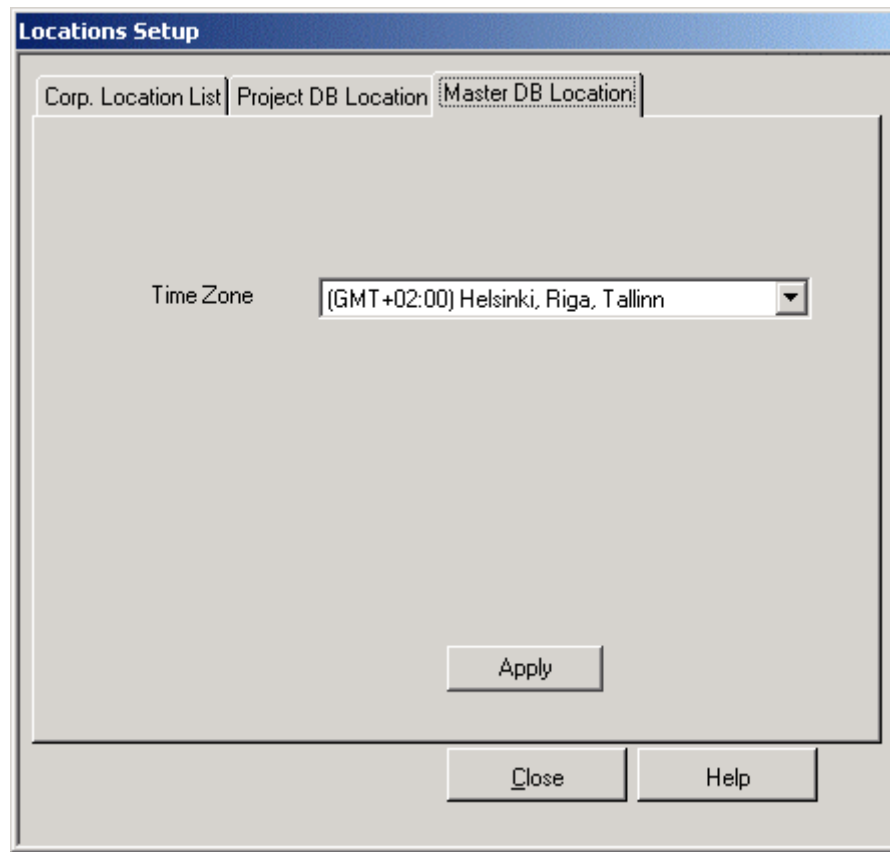 Locations Setup
Corp. Location List Project DB Location Master DB Location
Time Zone (GMT+02:00) Helsinki, Riga, Tallinn
Apply
Close Help